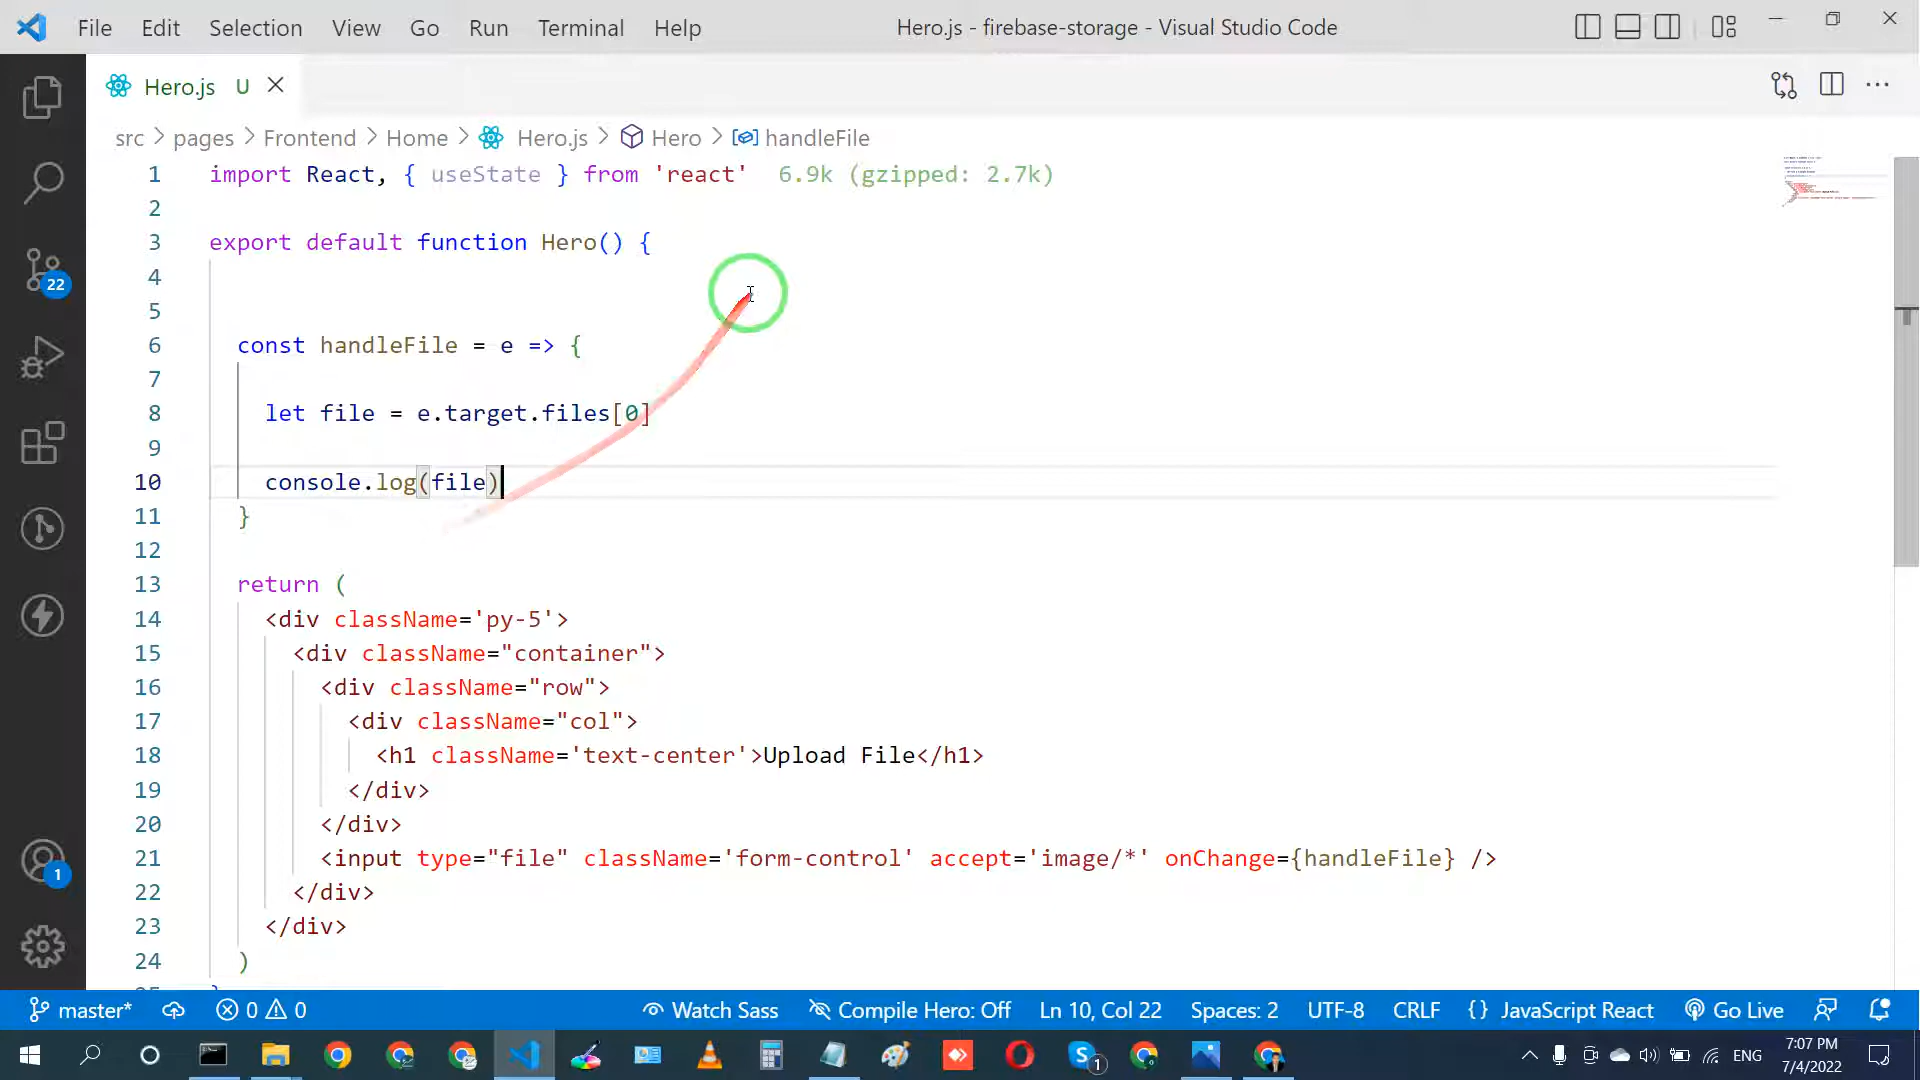 File Edit Selection View Go Run Terminal Help Hero.js - firebase-storage - Visual Studio Code
Hero.js U
src > pages > Frontend > Home > Hero.js > Hero > handleFile
1 import React, { useState } from 'react' 6.9k (gzipped: 2.7k)
2
3 export default function Hero() {
4
5
6 const handleFile = e => {
7
8 let file = e.target.files[0]
9
10 console.log(file)
11 }
12
13 return (
14 <div className='py-5'>
15 <div className="container">
16 <div className="row">
17 <div className="col">
18 <h1 className='text-center'>Upload File</h1>
19 </div>
20 </div>
21 <input type="file" className='form-control' accept='image/*' onChange={handleFile} />
22 </div>
23 </div>
24 )
22
1
master* 0 0 Watch Sass Compile Hero: Off Ln 10, Col 22 Spaces: 2 UTF-8 CRLF {} JavaScript React Go Live
1 ENG 7:07 PM
7/4/2022